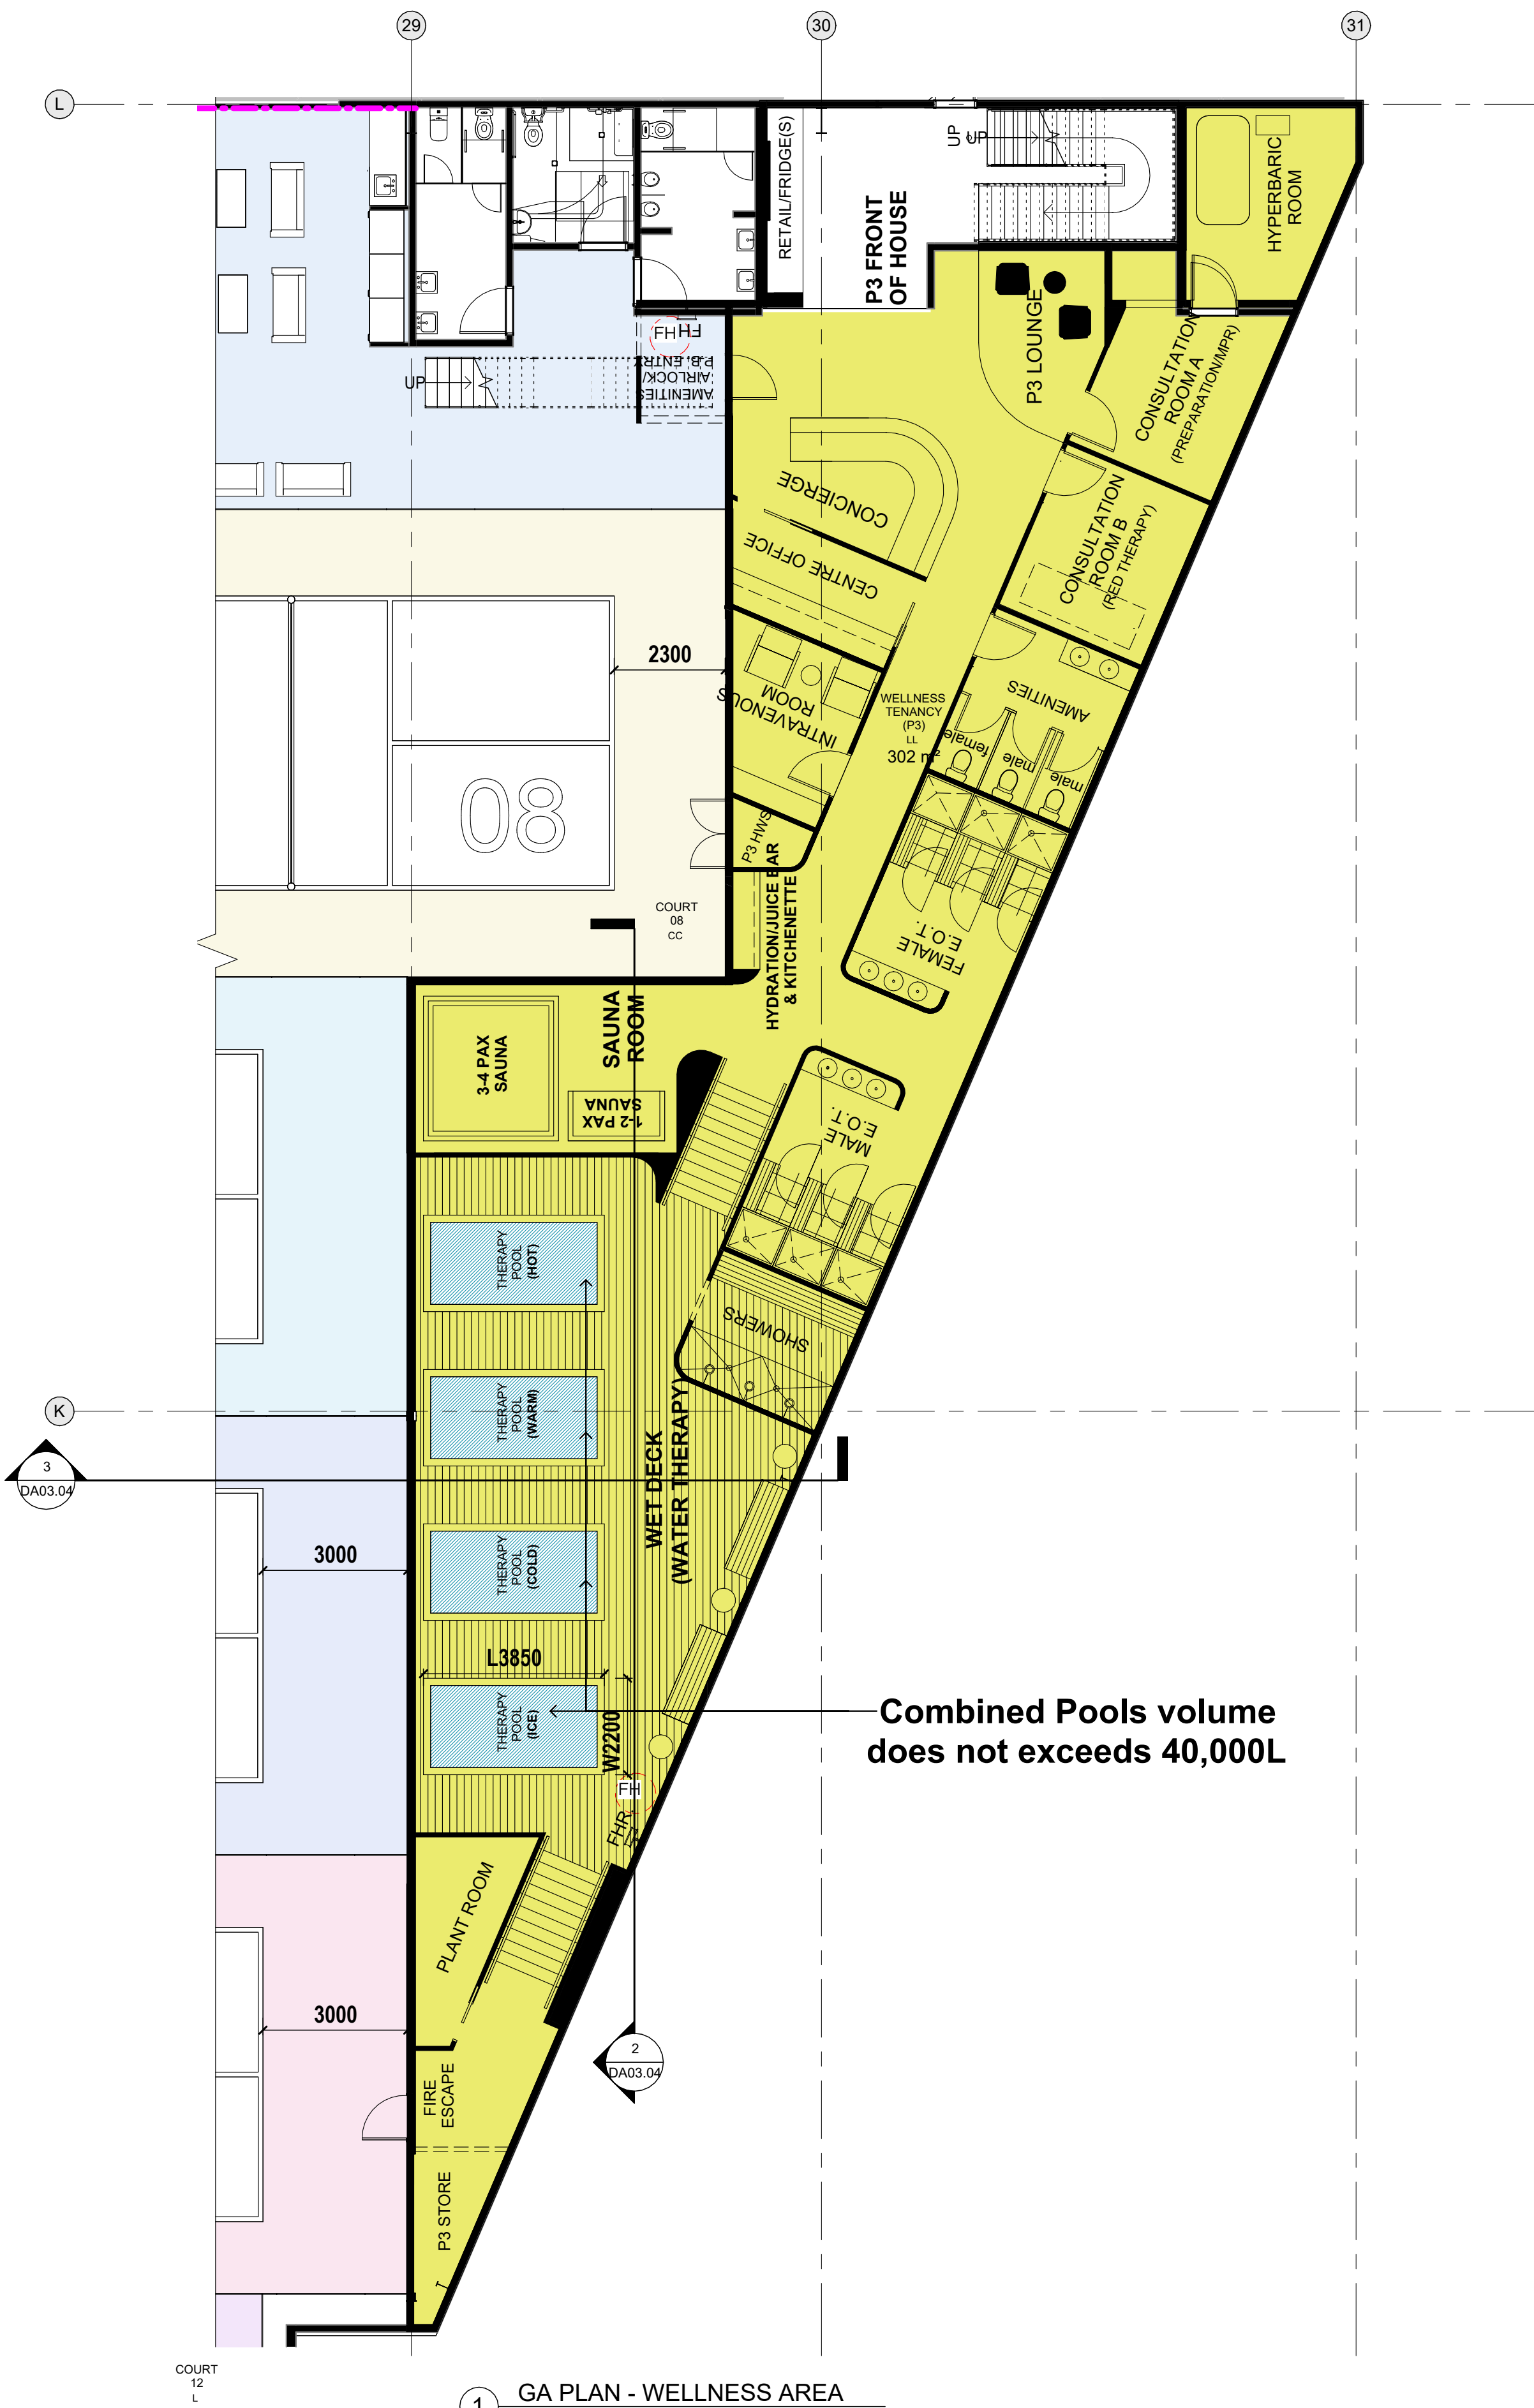 29
30
31
L
RETAIL/FRIDGE(S)
P3 FRONT
OF HOUSE
UP
UP
HYPERBARIC
ROOM
FH
FH
AMENITIES
AIRLOCK/
P.B. ENTRY
UP
P3 LOUNGE
CONSULTATION
ROOM A
(PREPARATION/MPR)
CONCIERGE
CENTRE OFFICE
CONSULTATION
ROOM B
(RED THERAPY)
2300
INTRAVENOUS
ROOM
WELLNESS
TENANCY
(P3)
LL
302 m²
AMENITIES
female
male
male
08
P3 HWS
HYDRATION/JUICE BAR
& KITCHENETTE
COURT
08
CC
FEMALE
E.O.T.
SAUNA
ROOM
3-4 PAX
SAUNA
1-2 PAX
SAUNA
MALE
E.O.T.
THERAPY
POOL
(HOT)
SHOWERS
THERAPY
POOL
(WARM)
K
WET DECK
(WATER THERAPY)
3
DA03.04
THERAPY
POOL
(COLD)
3000
L3850
THERAPY
POOL
(ICE)
W2200
Combined Pools volume
does not exceeds 40,000L
FH
FHR
PLANT ROOM
3000
2
DA03.04
FIRE
ESCAPE
P3 STORE
COURT
12
L
1
GA PLAN - WELLNESS AREA